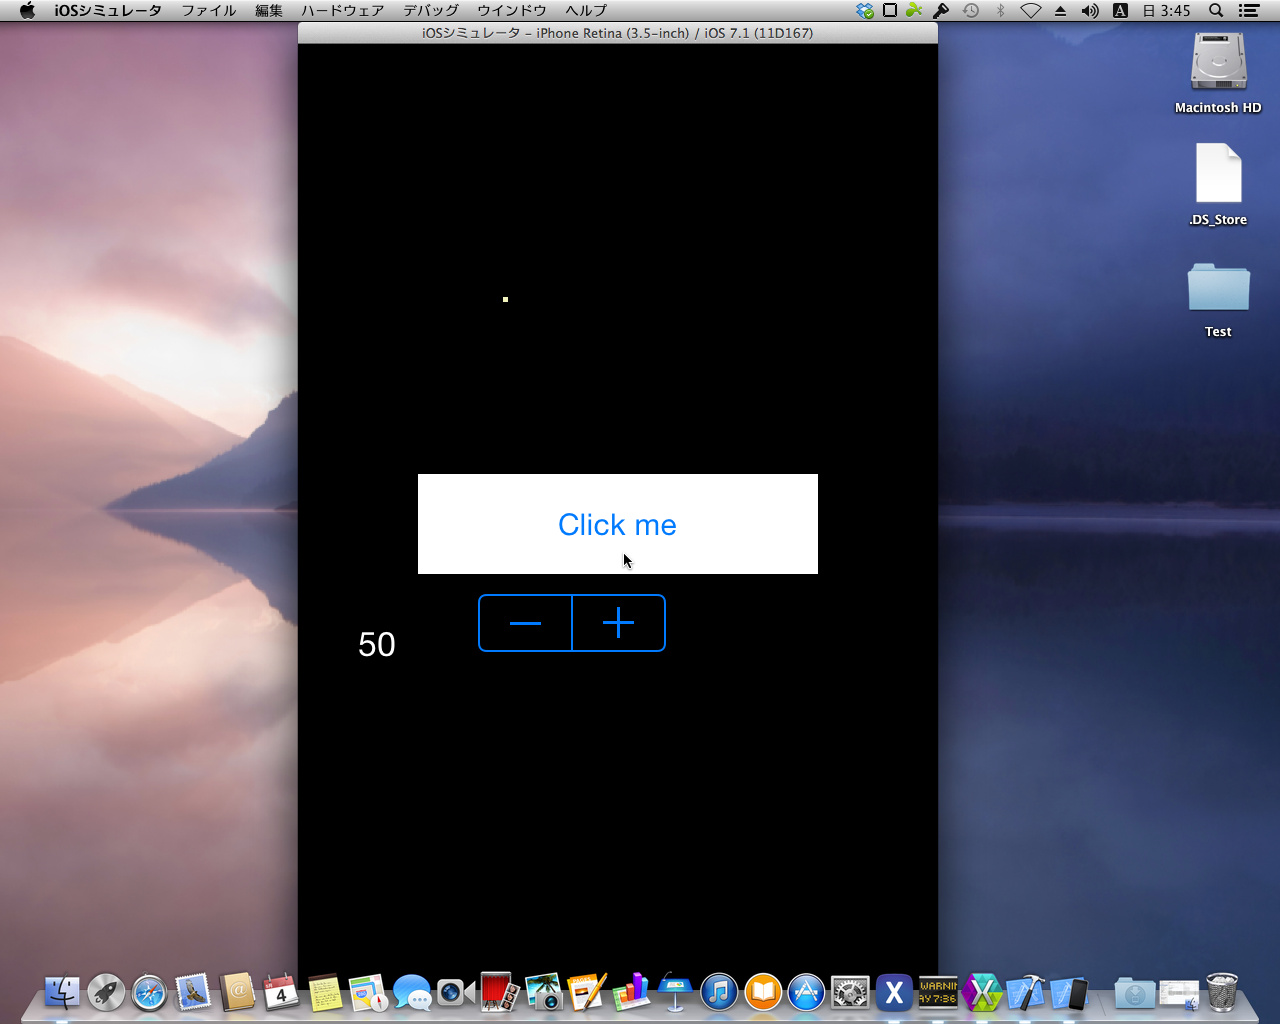 iOSシミュレータ ファイル 編集 ハードウェア デバッグ ウインドウ ヘルプ A 日 3:45
iOSシミュレータ – iPhone Retina (3.5-inch) / iOS 7.1 (11D167)
Macintosh HD
.DS_Store
Test
Click me
50
4
X
WARNIN
AY 7:36